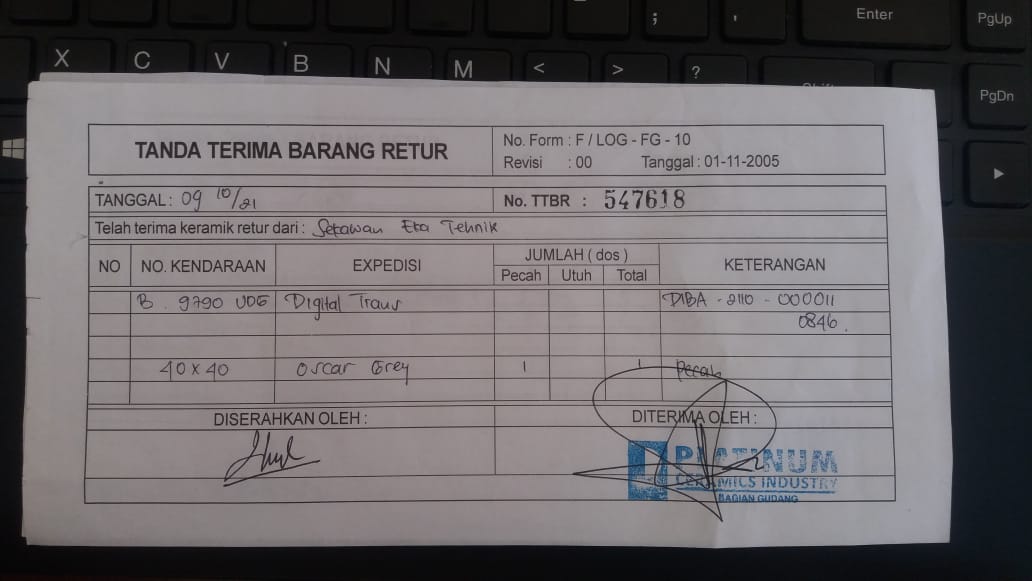 Enter
PgUp
X C V B N M < > ?
PgDn
TANDA TERIMA BARANG RETUR
No. Form : F / LOG - FG - 10
Revisi : 00 Tanggal : 01-11-2005
TANGGAL : 09 10/21
No. TTBR : 547618
Telah terima keramik retur dari : Setawan Eka Tehnik
NO NO. KENDARAAN EXPEDISI JUMLAH ( dos ) KETERANGAN
Pecah Utuh Total
B . 9790 UDE Digital Trans DIBA - 2110 - 000011
0846 .
40 x 40 Oscar Grey 1 1 Pecah
DISERAHKAN OLEH : DITERIMA OLEH :
PLATINUM
CERAMICS INDUSTRY
BAGIAN GUDANG